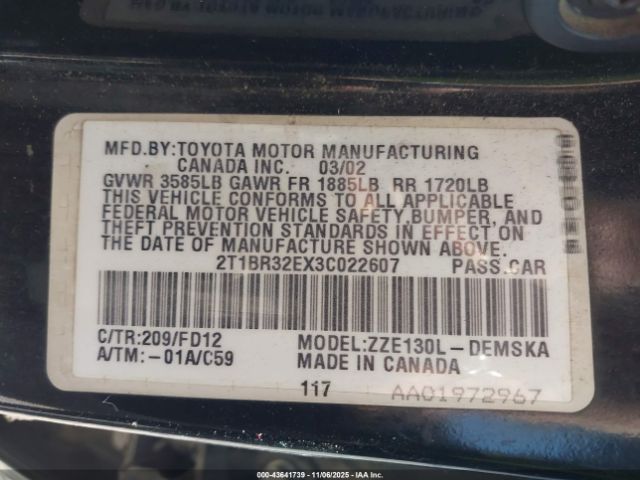 MFD.BY:TOYOTA MOTOR MANUFACTURING
CANADA INC. 03/02
GVWR 3585LB GAWR FR 1885LB RR 1720LB
THIS VEHICLE CONFORMS TO ALL APPLICABLE
FEDERAL MOTOR VEHICLE SAFETY,BUMPER, AND
THEFT PREVENTION STANDARDS IN EFFECT ON
THE DATE OF MANUFACTURE SHOWN ABOVE.
2T1BR32EX3C022607 PASS.CAR
C/TR:209/FD12 MODEL:ZZE130L-DEMSKA
A/TM:-01A/C59 MADE IN CANADA
117 AA01972967
000-43641739 - 11/06/2025 - IAA Inc.